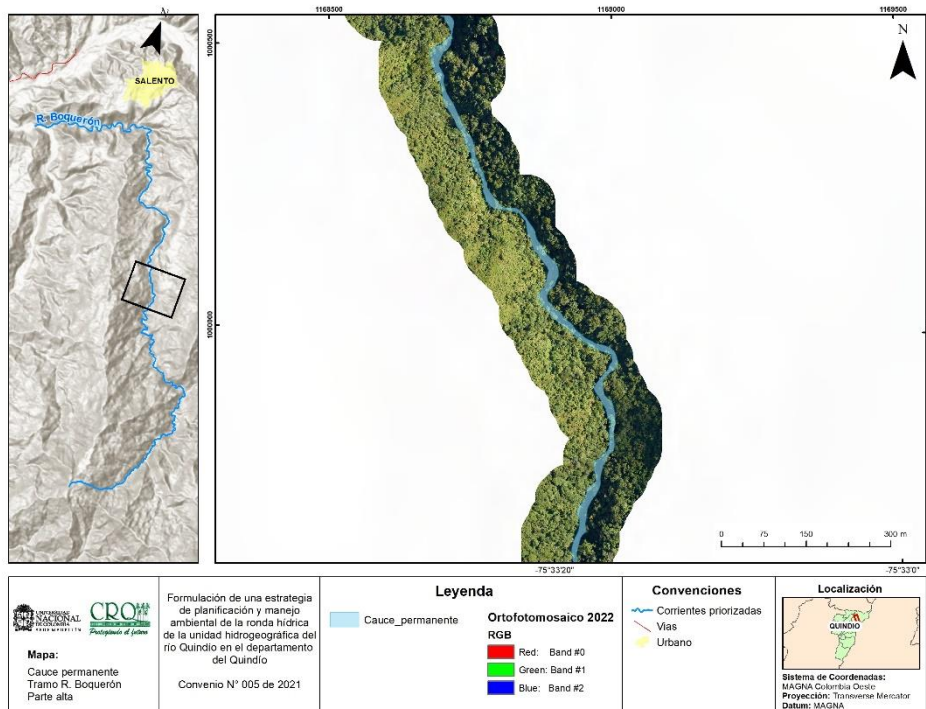 N
SALENTO
R. Boquerón
1168500
1169000
1169500
N
1000500
1000000
0 75 150 300 m
-75°33'20"
-75°33'0"
UNIVERSIDAD
NACIONAL
DE COLOMBIA
SEDE MEDELLÍN
CRQ
Protegiendo el futuro
Mapa:
Cauce permanente
Tramo R. Boquerón
Parte alta
Formulación de una estrategia
de planificación y manejo
ambiental de la ronda hídrica
de la unidad hidrogeográfica del
río Quindío en el departamento
del Quindío
Convenio N° 005 de 2021
Leyenda
Cauce_permanente
Ortofotomosaico 2022
RGB
Red: Band #0
Green: Band #1
Blue: Band #2
Convenciones
Corrientes priorizadas
Vias
Urbano
Localización
QUINDIO
Sistema de Coordenadas:
MAGNA Colombia Oeste
Proyección: Transverse Mercator
Datum: MAGNA